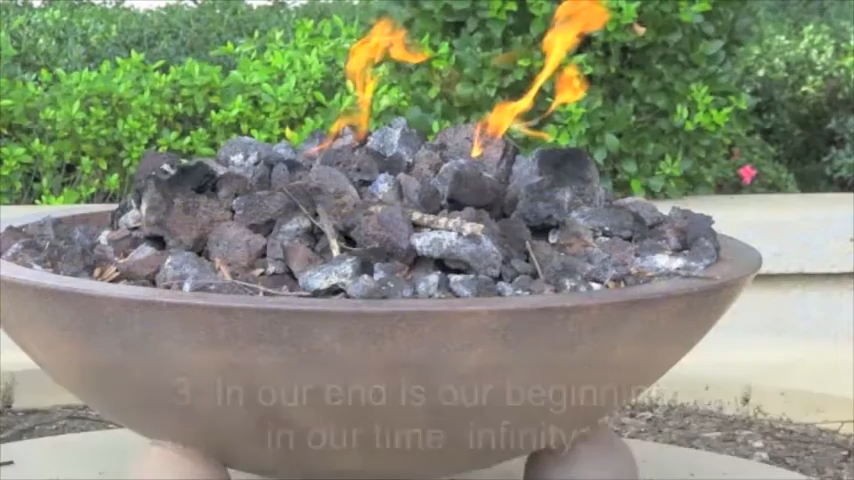 3. In our end is our beginning
in our time, infinity;